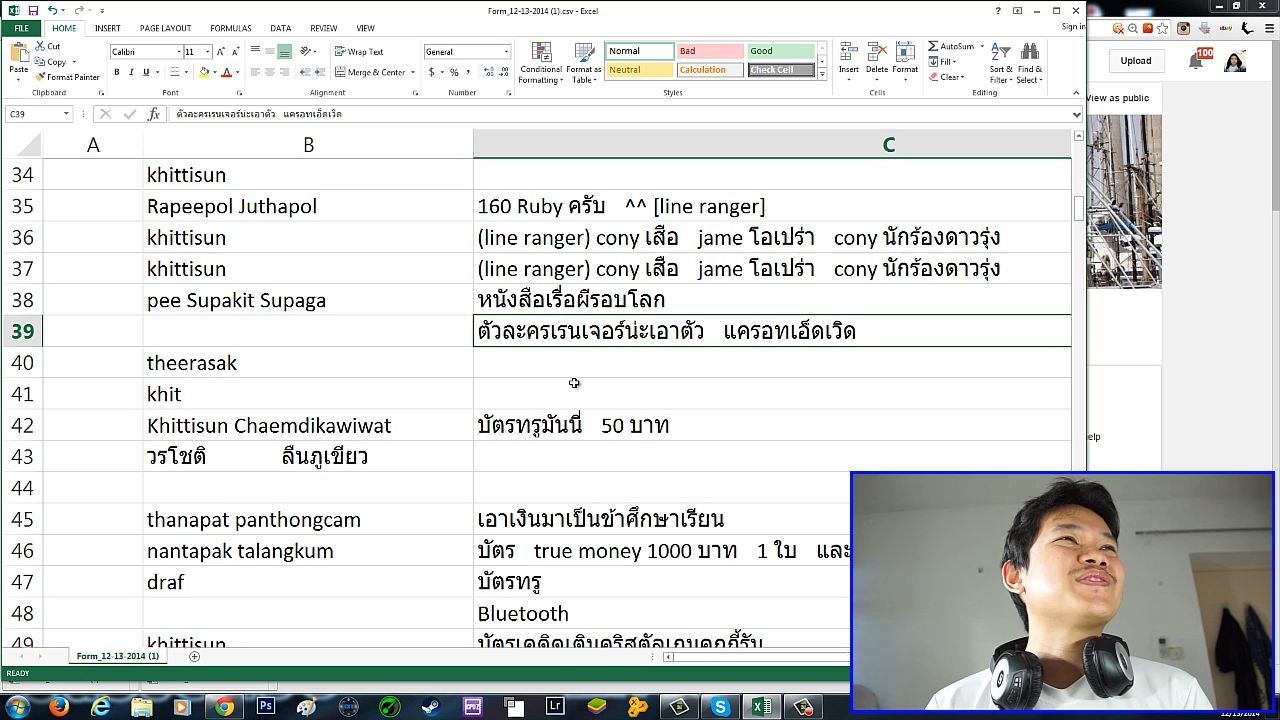 Form_12-13-2014 (1).csv - Excel
FILE HOME INSERT PAGE LAYOUT FORMULAS DATA REVIEW VIEW Sign in
Paste Cut Copy Format Painter Clipboard
Calibri 11 B I U Font
Wrap Text Merge & Center Alignment
General $ % , Number
Conditional Formatting Format as Table Normal Bad Good Neutral Calculation Check Cell Styles
Insert Delete Format Cells
AutoSum Fill Clear Sort & Filter Find & Select Editing
C39 fx ตัวละครเรนเจอร์น่ะเอาตัว แครอทเอ็ดเวิด
A B C
34 khittisun
35 Rapeepol Juthapol 160 Ruby ครับ ^^ [line ranger]
36 khittisun (line ranger) cony เสือ jame โอเปร่า cony นักร้องดาวรุ่ง
37 khittisun (line ranger) cony เสือ jame โอเปร่า cony นักร้องดาวรุ่ง
38 pee Supakit Supaga หนังสือเรื่อผีรอบโลก
39 ตัวละครเรนเจอร์น่ะเอาตัว แครอทเอ็ดเวิด
40 theerasak
41 khit
42 Khittisun Chaemdikawiwat บัตรทรูมันนี่ 50 บาท
43 วรโชติ ลืนภูเขียว
44
45 thanapat panthongcam เอาเงินมาเป็นข้าศึกษาเรียน
46 nantapak talangkum บัตร true money 1000 บาท 1 ใบ และ
47 draf บัตรทรู
48 Bluetooth
49 khittisun
Form_12-13-2014 (1)
READY
Upload 100
View as public
help
12/13/2014